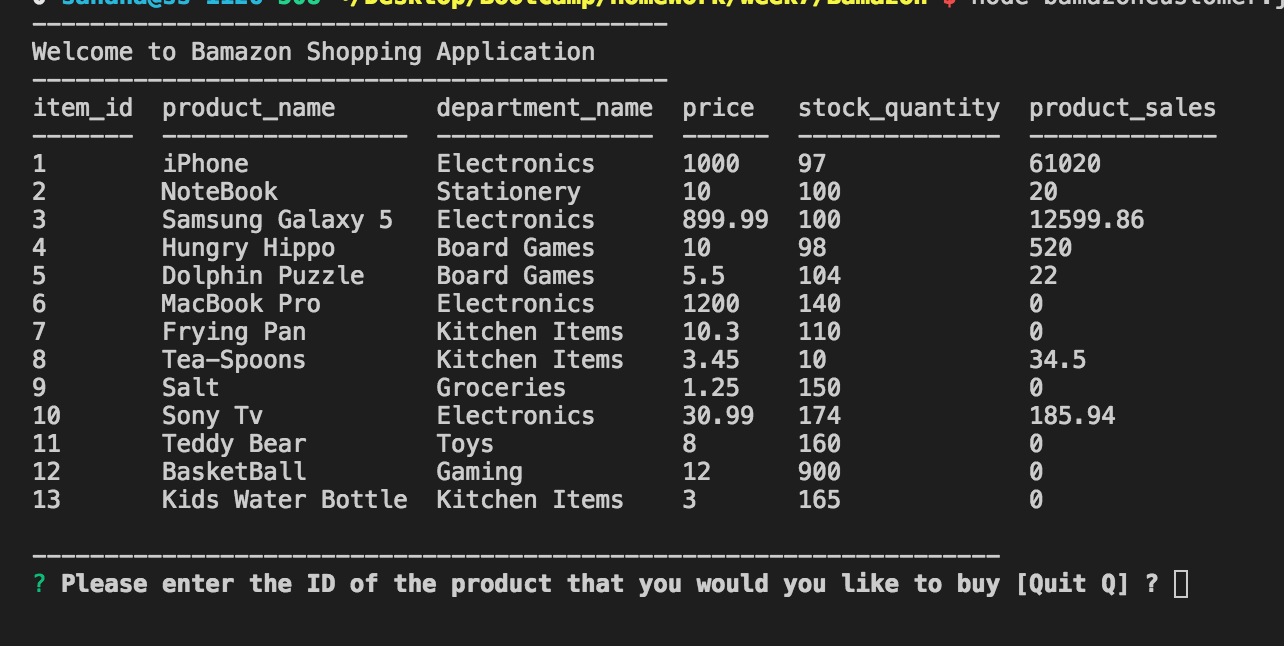 ~/Desktop/Bootcamp/Homework/Week7/Bamazon $ node
Welcome to Bamazon Shopping Application
item_id product_name department_name price stock_quantity product_sales
1 iPhone Electronics 1000 97 61020
2 NoteBook Stationery 10 100 20
3 Samsung Galaxy 5 Electronics 899.99 100 12599.86
4 Hungry Hippo Board Games 10 98 520
5 Dolphin Puzzle Board Games 5.5 104 22
6 MacBook Pro Electronics 1200 140 0
7 Frying Pan Kitchen Items 10.3 110 0
8 Tea-Spoons Kitchen Items 3.45 10 34.5
9 Salt Groceries 1.25 150 0
10 Sony Tv Electronics 30.99 174 185.94
11 Teddy Bear Toys 8 160 0
12 BasketBall Gaming 12 900 0
13 Kids Water Bottle Kitchen Items 3 165 0
? Please enter the ID of the product that you would you like to buy [Quit Q] ?